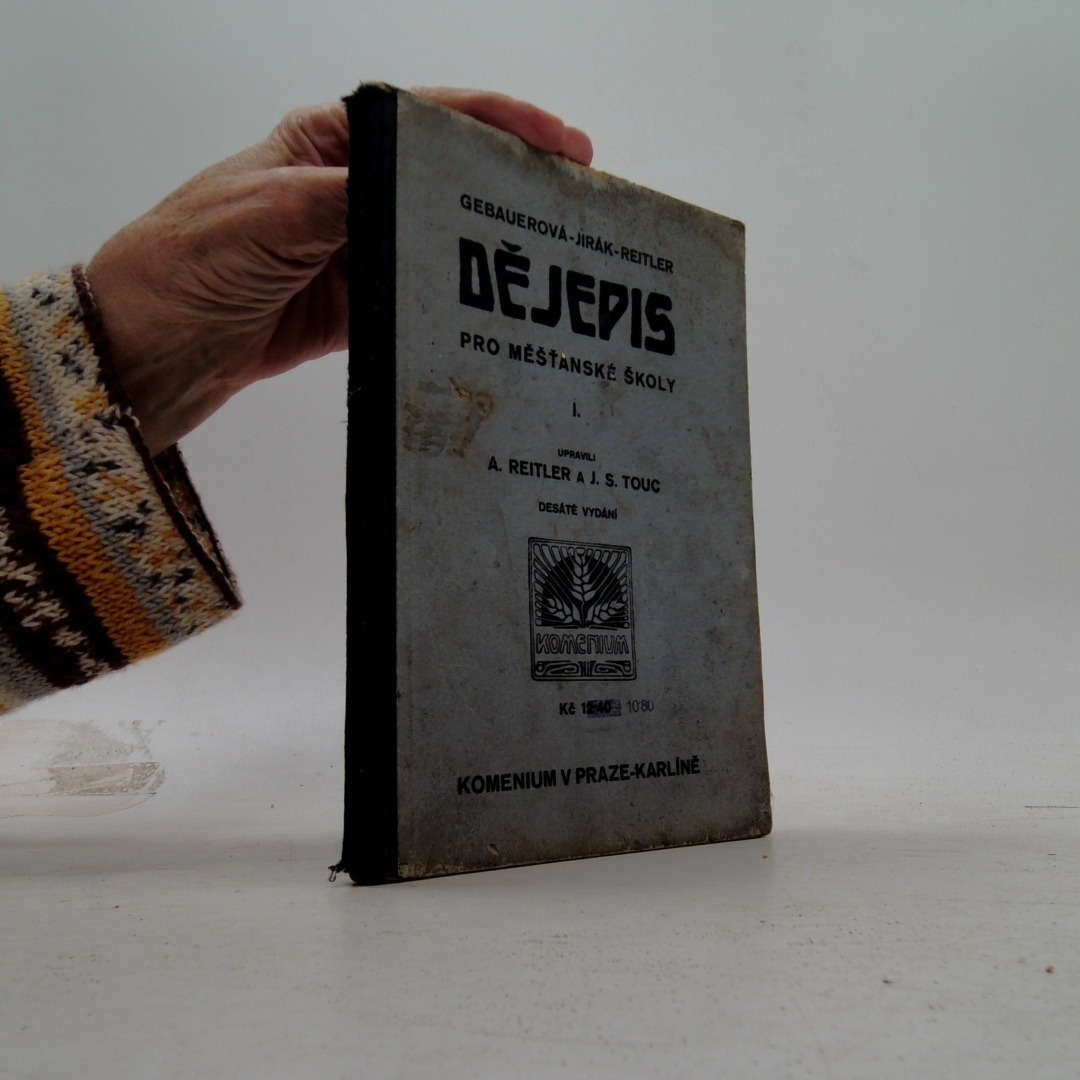 GEBAUEROVÁ-JIRÁK-REITLER
DĚJEPIS
PRO MĚŠŤANSKÉ ŠKOLY
I.
UPRAVILI
A. REITLER A J. S. TOUC
DESÁTÉ VYDÁNÍ
KOMENIUM
Kč 12·40 10·80
KOMENIUM V PRAZE-KARLÍNĚ